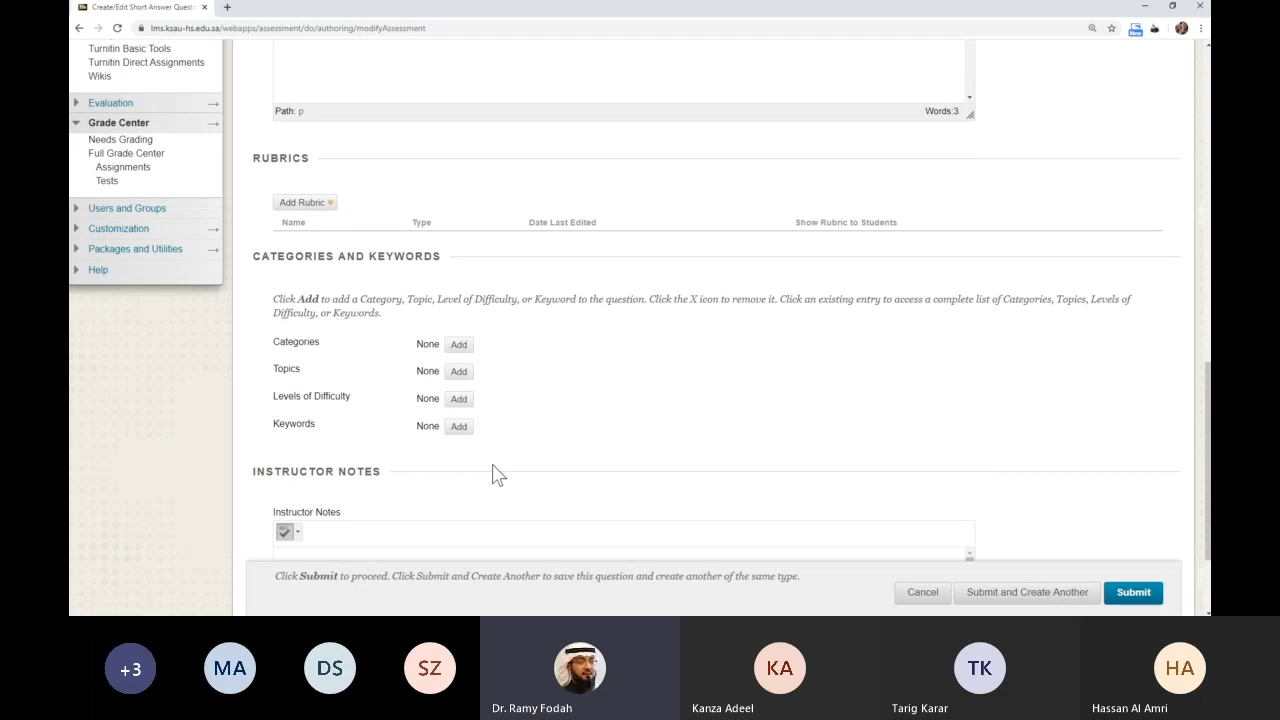 Create/Edit Short Answer Quest
lms.ksau-hs.edu.sa/webapps/assessment/do/authoring/modifyAssessment
New
Turnitin Basic Tools
Turnitin Direct Assignments
Wikis
Evaluation
Grade Center
Needs Grading
Full Grade Center
Assignments
Tests
Users and Groups
Customization
Packages and Utilities
Help
Path: p
Words:3
RUBRICS
Add Rubric
Name Type Date Last Edited Show Rubric to Students
CATEGORIES AND KEYWORDS
Click Add to add a Category, Topic, Level of Difficulty, or Keyword to the question. Click the X icon to remove it. Click an existing entry to access a complete list of Categories, Topics, Levels of
Difficulty, or Keywords.
Categories None Add
Topics None Add
Levels of Difficulty None Add
Keywords None Add
INSTRUCTOR NOTES
Instructor Notes
Click Submit to proceed. Click Submit and Create Another to save this question and create another of the same type.
Cancel Submit and Create Another Submit
+3 MA DS SZ KA TK HA
Dr. Ramy Fodah Kanza Adeel Tarig Karar Hassan Al Amri